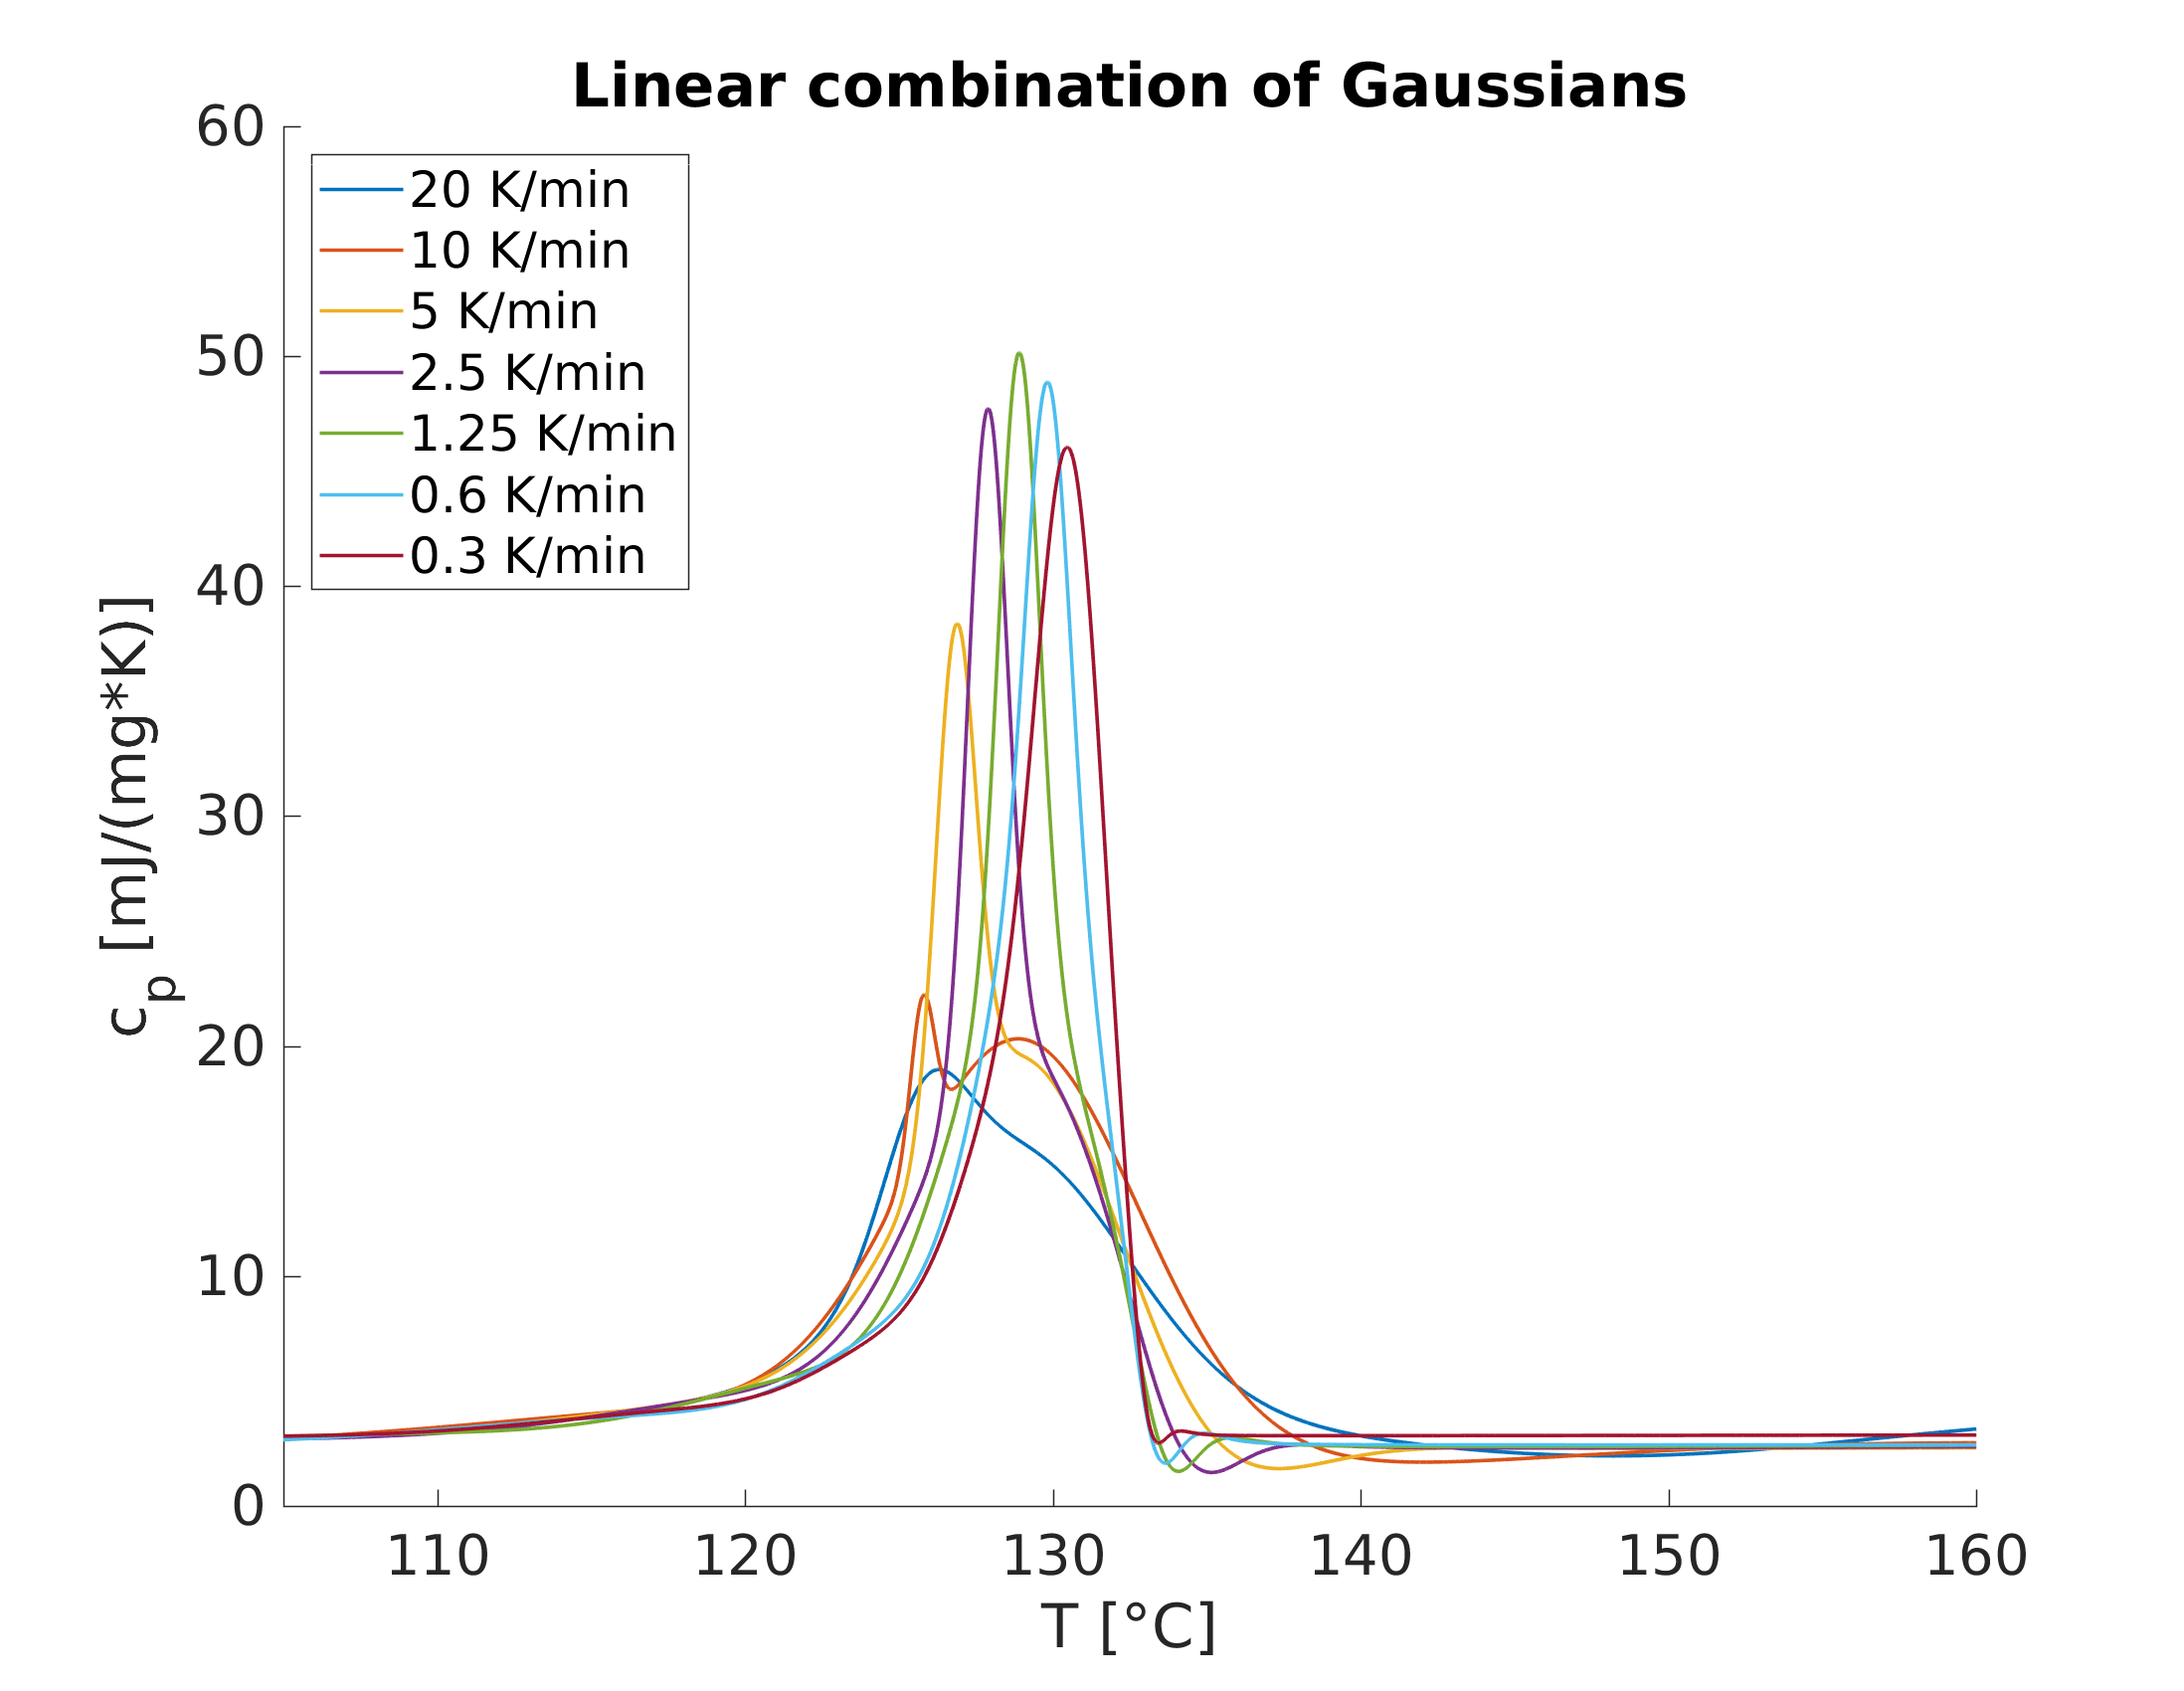 Linear combination of Gaussians
60
50
40
30
20
10
0
20 K/min
10 K/min
5 K/min
2.5 K/min
1.25 K/min
0.6 K/min
0.3 K/min
c_p [mJ/(mg*K)]
110 120 130 140 150 160
T [°C]